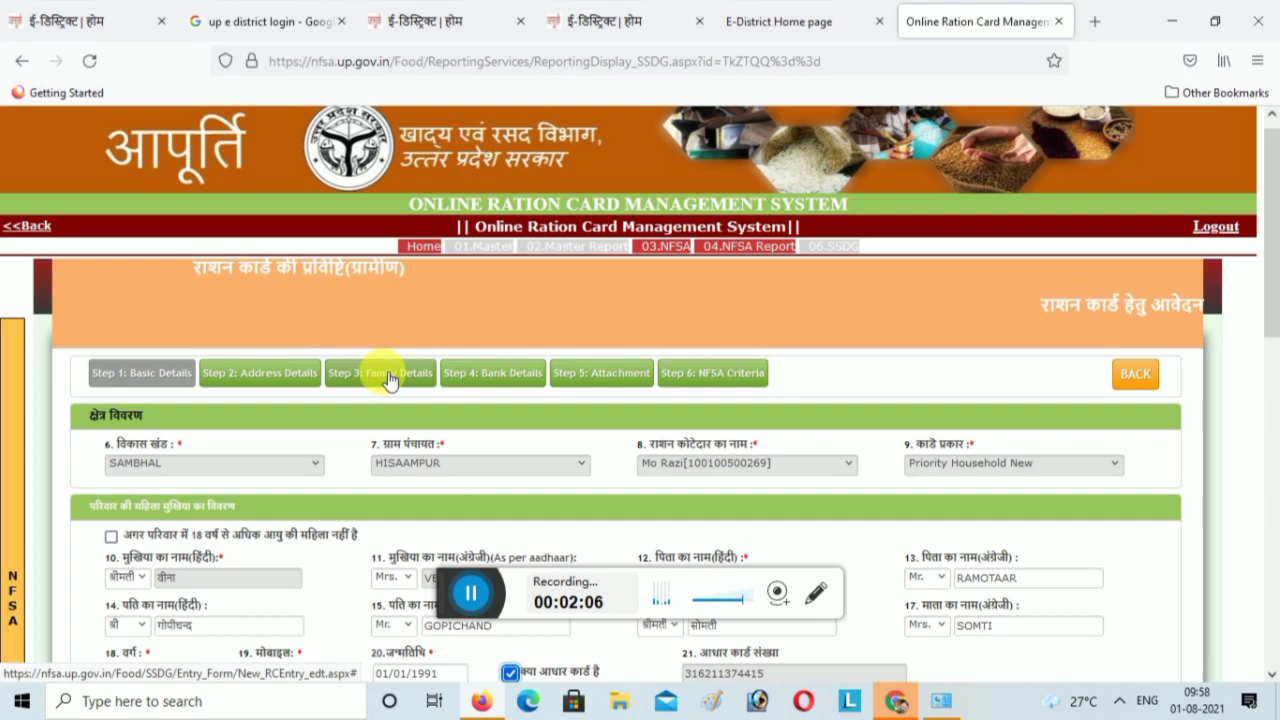 ई-डिस्ट्रिक्ट | होम
up e district login - Goog
ई-डिस्ट्रिक्ट | होम
ई-डिस्ट्रिक्ट | होम
E-District Home page
Online Ration Card Managem
https://nfsa.up.gov.in/Food/ReportingServices/ReportingDisplay_SSDG.aspx?id=TkZTQQ%3d%3d
Getting Started
Other Bookmarks
आपूर्ति
खाद्य एवं रसद विभाग,
उत्तर प्रदेश सरकार
ONLINE RATION CARD MANAGEMENT SYSTEM
<<Back
|| Online Ration Card Management System||
Logout
Home 01.Master 02.Master Report 03.NFSA 04.NFSA Report 06.SSDG
राशन कार्ड की प्रविष्टि(ग्रामीण)
राशन कार्ड हेतु आवेदन
Step 1: Basic Details Step 2: Address Details Step 3: Family Details Step 4: Bank Details Step 5: Attachment Step 6: NFSA Criteria
BACK
क्षेत्र विवरण
6. विकास खंड : * 7. ग्राम पंचायत :* 8. राशन कोटेदार का नाम :* 9. कार्ड प्रकार :*
SAMBHAL HISAAMPUR Mo Razi[100100500269] Priority Household New
परिवार की महिला मुखिया का विवरण
अगर परिवार में 18 वर्ष से अधिक आयु की महिला नहीं है
10. मुखिया का नाम(हिंदी):* 11. मुखिया का नाम(अंग्रेजी)(As per aadhaar): 12. पिता का नाम(हिंदी) :* 13. पिता का नाम(अंग्रेजी) :
श्रीमती वीना Mrs. VE Mr. RAMOTAAR
14. पति का नाम(हिंदी) : 15. पति का ना 17. माता का नाम(अंग्रेजी) :
श्री गोपीचन्द Mr. GOPICHAND श्रीमती सोमती Mrs. SOMTI
18. वर्ग : * 19. मोबाइल: * 20.जन्मतिथि * 21. आधार कार्ड संख्या
01/01/1991 क्या आधार कार्ड है 316211374415
Recording...
00:02:06
N
F
S
A
https://nfsa.up.gov.in/Food/SSDG/Entry_Form/New_RCEntry_edt.aspx#
Type here to search
27°C
ENG
09:58
01-08-2021